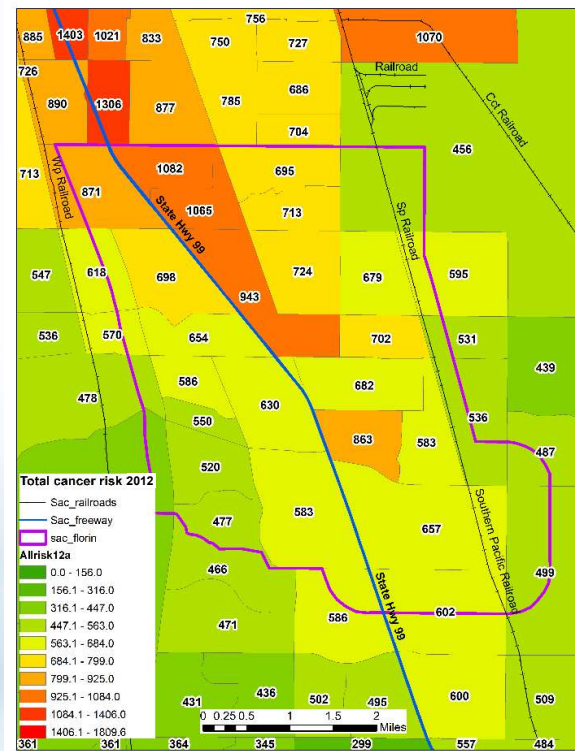 756
885 1403 1021 833 750 727 1070
Railroad
726
686
890 1306 877 785
Cct Railroad
704
456
1082 695
713 871
Wp Railroad
1065 713
State Hwy 99
Sp Railroad
547 618 698 724 679 595
943
536 570 654 702 531
439
586 682
478 630
550 536
863 583 487
520
Total cancer risk 2012
Sac_railroads
Sac_freeway
sac_florin
Allrisk12a
0.0 - 156.0
156.1 - 316.0
316.1 - 447.0
447.1 - 563.0
563.1 - 684.0
684.1 - 799.0
799.1 - 925.0
925.1 - 1084.0
1084.1 - 1406.0
1406.1 - 1809.6
477 583
657
Southern Pacific Railroad
466 499
State Hwy 99
586 602
471
431 436 502 495 600 509
0 0.25 0.5 1 1.5 2
Miles
361 361 364 345 299 557 484